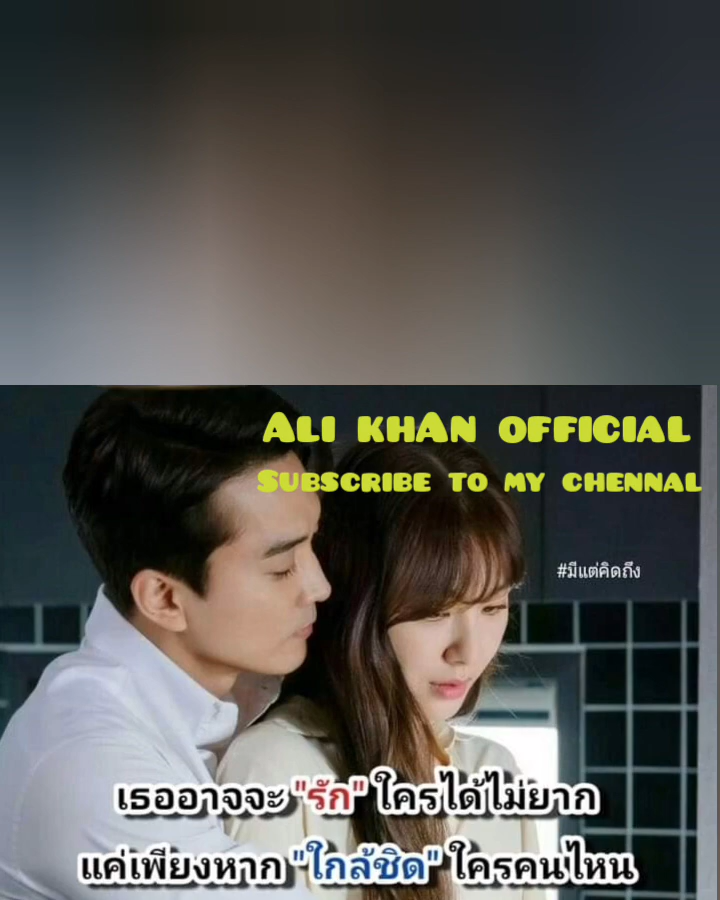 ALI KHAN OFFICIAL
SUBSCRIBE TO MY CHENNAL
#มีแต่คิดถึง
เธออาจจะ "รัก" ใครได้ไม่ยาก
แค่เพียงหาก "ใกล้ชิด" ใครคนไหน